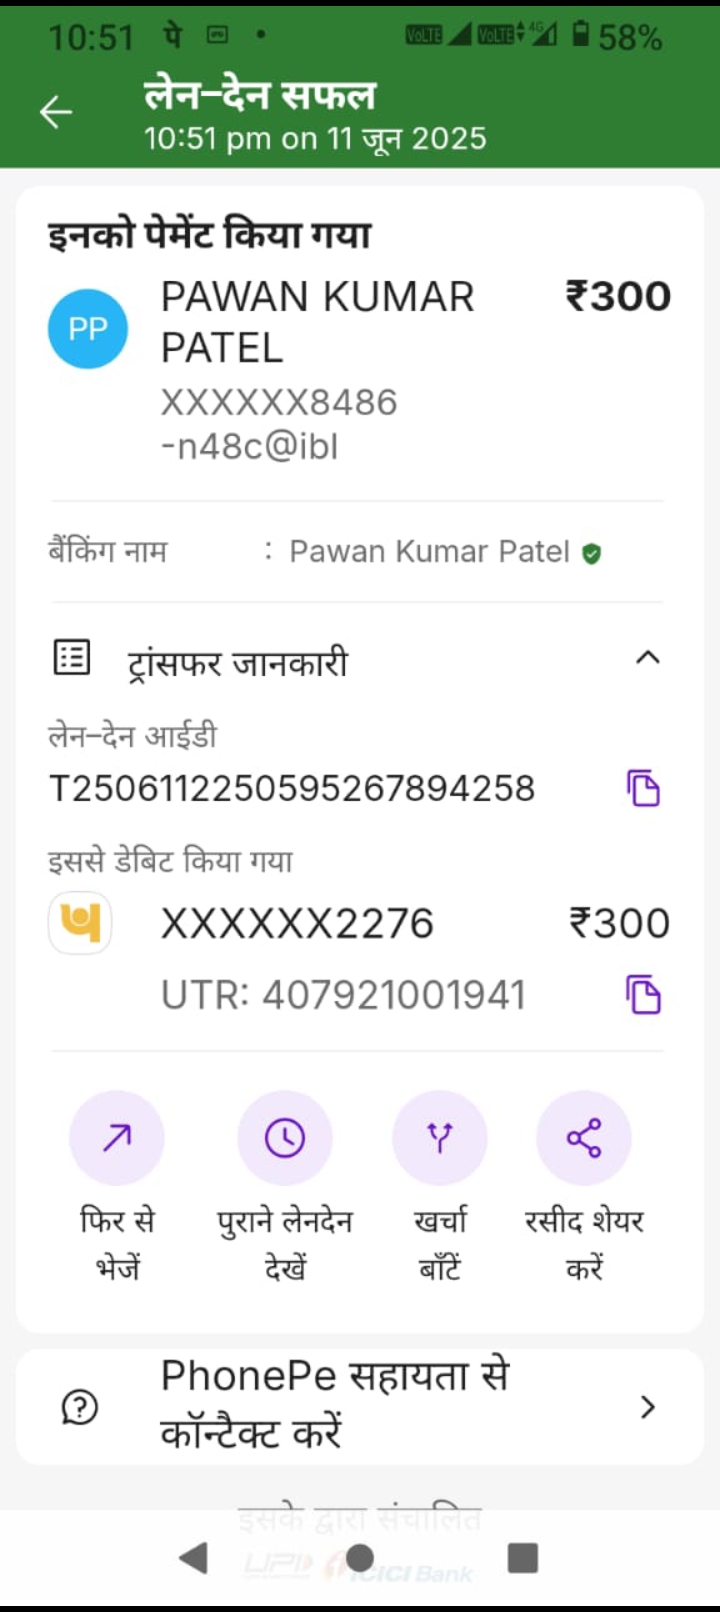 10:51 पे VoLTE VoLTE 4G 58%
लेन-देन सफल
10:51 pm on 11 जून 2025
इनको पेमेंट किया गया
PP PAWAN KUMAR PATEL ₹300
XXXXXX8486
-n48c@ibl
बैंकिंग नाम : Pawan Kumar Patel
ट्रांसफर जानकारी
लेन-देन आईडी
T2506112250595267894258
इससे डेबिट किया गया
XXXXXX2276 ₹300
UTR: 407921001941
फिर से भेजें
पुराने लेनदेन देखें
खर्चा बाँटें
रसीद शेयर करें
PhonePe सहायता से
कॉन्टैक्ट करें
इसके द्वारा संचालित
UPI ICICI Bank